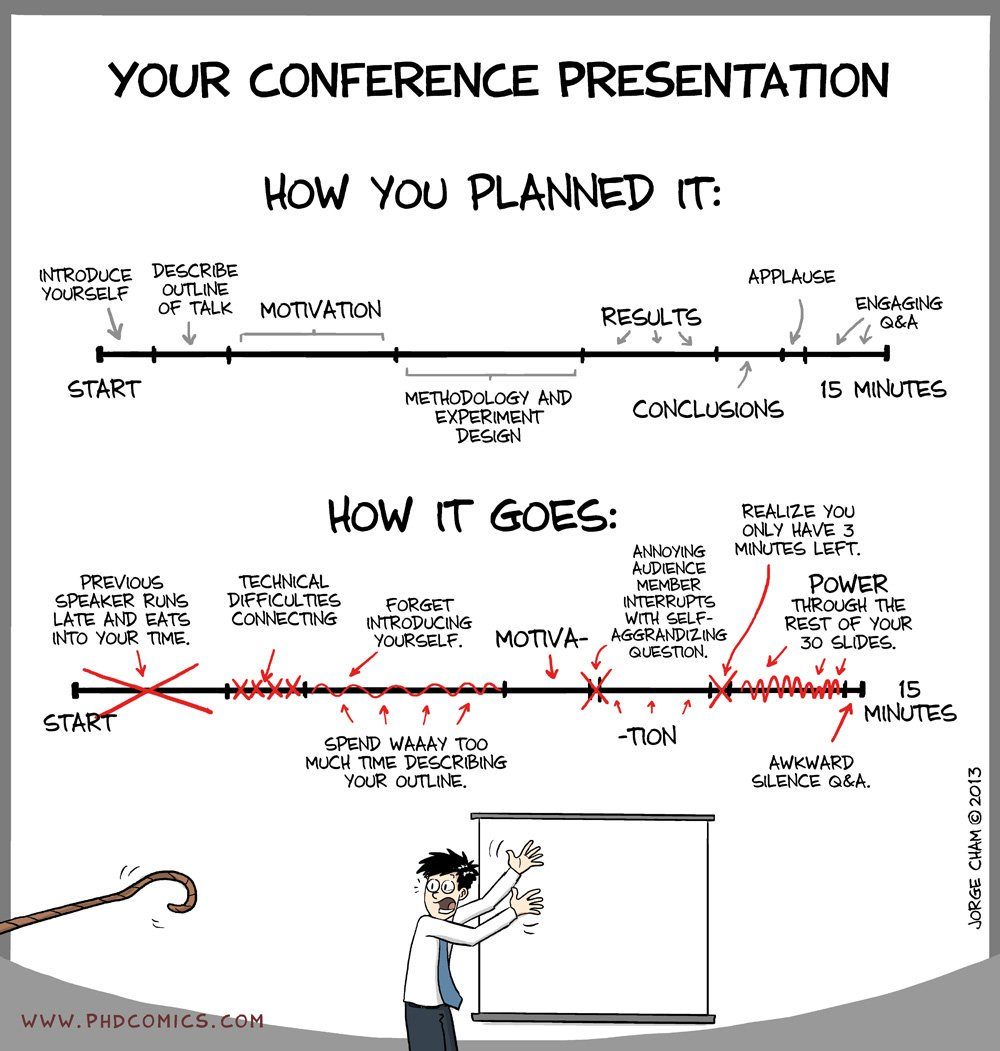 YOUR CONFERENCE PRESENTATION
HOW YOU PLANNED IT:
INTRODUCE
YOURSELF
DESCRIBE
OUTLINE
OF TALK
MOTIVATION
METHODOLOGY AND
EXPERIMENT
DESIGN
RESULTS
CONCLUSIONS
APPLAUSE
ENGAGING
Q&A
START
15 MINUTES
HOW IT GOES:
PREVIOUS
SPEAKER RUNS
LATE AND EATS
INTO YOUR TIME.
TECHNICAL
DIFFICULTIES
CONNECTING
FORGET
INTRODUCING
YOURSELF.
SPEND WAAAY TOO
MUCH TIME DESCRIBING
YOUR OUTLINE.
MOTIVA-
ANNOYING
AUDIENCE
MEMBER
INTERRUPTS
WITH SELF-
AGGRANDIZING
QUESTION.
-TION
REALIZE YOU
ONLY HAVE 3
MINUTES LEFT.
POWER
THROUGH THE
REST OF YOUR
30 SLIDES.
AWKWARD
SILENCE Q&A.
START
15
MINUTES
JORGE CHAM © 2013
WWW.PHDCOMICS.COM